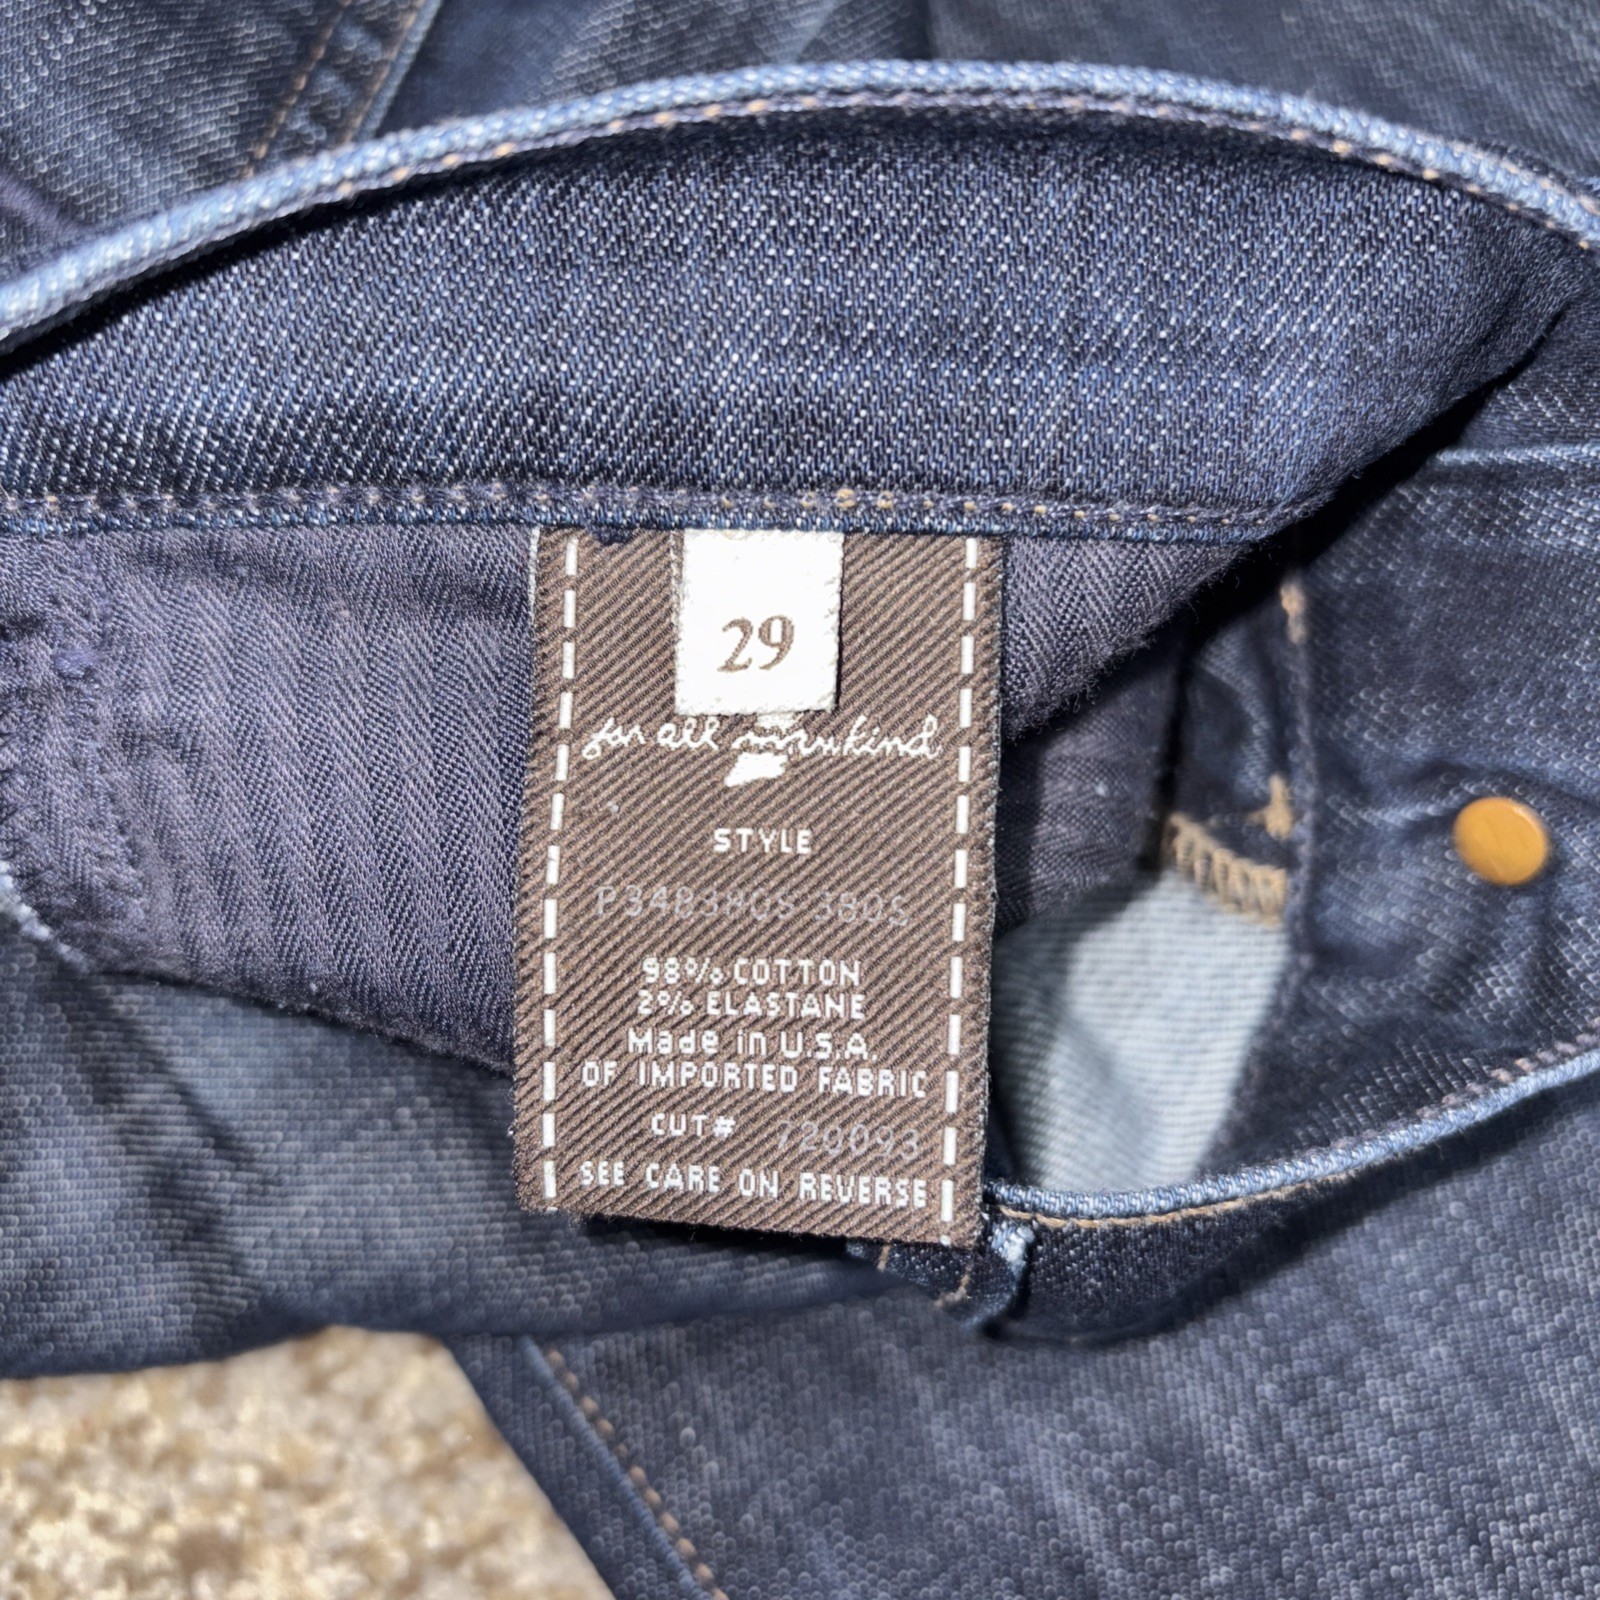 29
for all mankind
STYLE
98% COTTON
2% ELASTANE
Made in U.S.A.
OF IMPORTED FABRIC
CUT# 720093
SEE CARE ON REVERSE